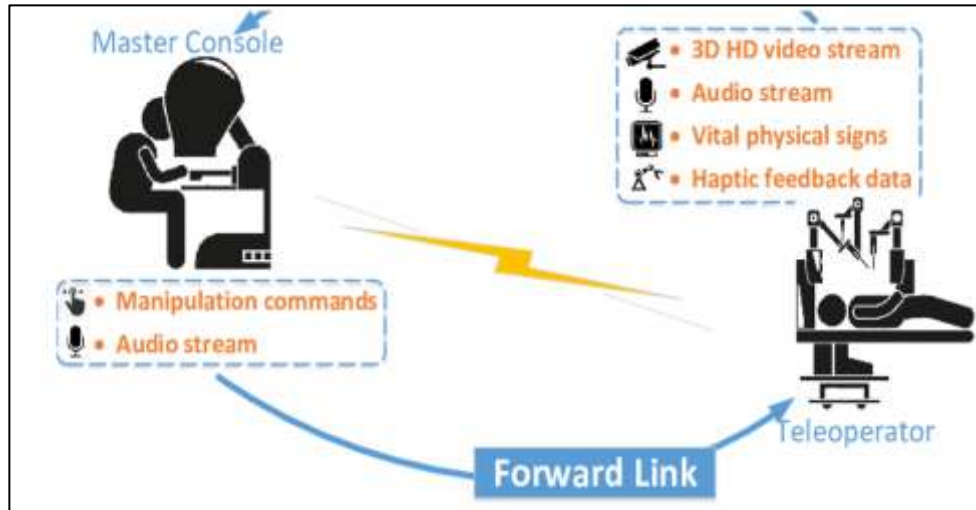 Master Console
• 3D HD video stream
• Audio stream
• Vital physical signs
• Haptic feedback data
• Manipulation commands
• Audio stream
Teleoperator
Forward Link